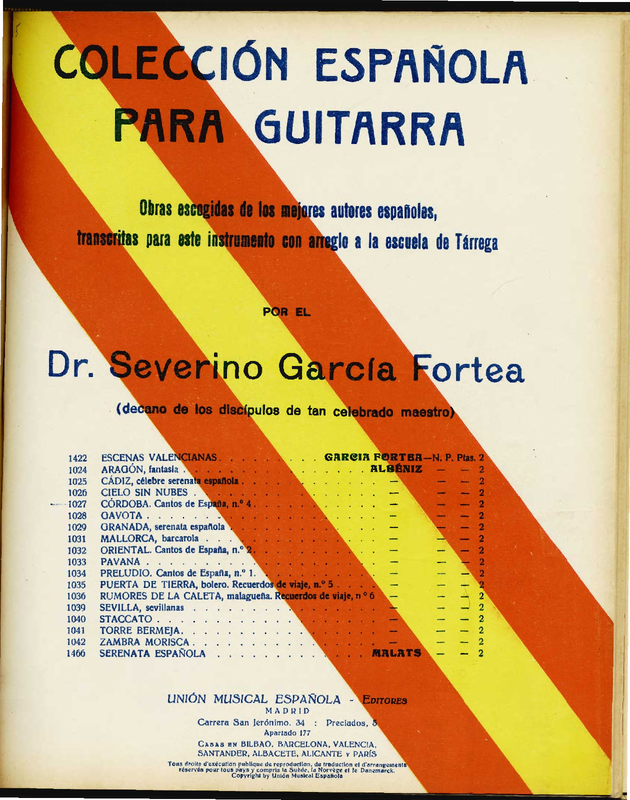 COLECCIÓN ESPAÑOLA
PARA GUITARRA
Obras escogidas de los mejores autores españoles,
transcritas para este instrumento con arreglo a la escuela de Tárrega
POR EL
Dr. Severino García Fortea
(decano de los discípulos de tan celebrado maestro)
1422 ESCENAS VALENCIANAS. . . . . . . . . . GARCIA FORTEA—N. P. Ptas. 2
1024 ARAGÓN, fantasía . . . . . . . . . . ALBÉNIZ — — 2
1025 CÁDIZ, célebre serenata española . . . . . . . . . . — — — 2
1026 CIELO SIN NUBES . . . . . . . . . . — — — 2
1027 CÓRDOBA. Cantos de España, n.º 4 . . . . . . . . . . — — — 2
1028 GAVOTA . . . . . . . . . . — — — 2
1029 GRANADA, serenata española . . . . . . . . . . — — — 2
1031 MALLORCA, barcarola . . . . . . . . . . — — — 2
1032 ORIENTAL. Cantos de España, n.º 2 . . . . . . . . . . — — — 2
1033 PAVANA . . . . . . . . . . — — — 2
1034 PRELUDIO. Cantos de España, n.º 1. . . . . . . . . . — — — 2
1035 PUERTA DE TIERRA, bolero. Recuerdos de viaje, n.º 5 . . . . — — — 2
1036 RUMORES DE LA CALETA, malagueña. Recuerdos de viaje, n º 6 — — — 2
1039 SEVILLA, sevillanas . . . . . . . . . . — — — 2
1040 STACCATO . . . . . . . . . . — — — 2
1041 TORRE BERMEJA. . . . . . . . . . — — — 2
1042 ZAMBRA MORISCA . . . . . . . . . . — — — 2
1466 SERENATA ESPAÑOLA . . . . . . . . . . MALATS — — 2
UNIÓN MUSICAL ESPAÑOLA - EDITORES
MADRID
Carrera San Jerónimo, 34 : Preciados, 5
Apartado 177
CASAS EN BILBAO, BARCELONA, VALENCIA,
SANTANDER, ALBACETE, ALICANTE Y PARÍS
Tous droits d'exécution publique de reproduction, de traduction et d'arrangements
réservés pour tous pays y compris la Suède, la Norvège et le Danemarck.
Copyright by Unión Musical Española